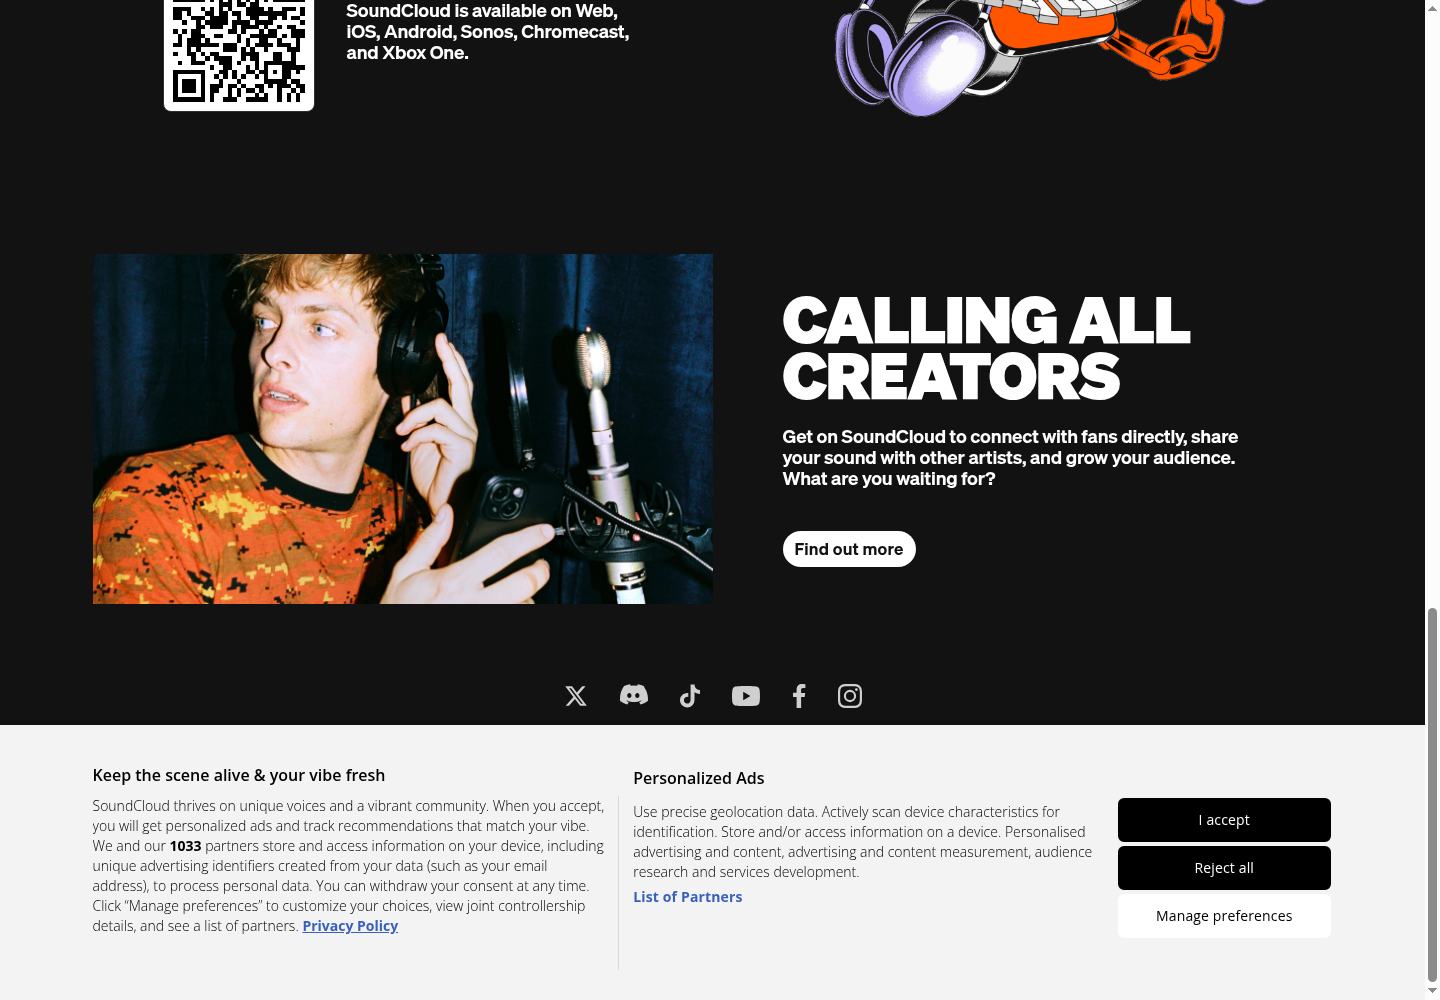 SoundCloud is available on Web,
iOS, Android, Sonos, Chromecast,
and Xbox One.
CALLING ALL
CREATORS
Get on SoundCloud to connect with fans directly, share
your sound with other artists, and grow your audience.
What are you waiting for?
Find out more
Keep the scene alive & your vibe fresh
SoundCloud thrives on unique voices and a vibrant community. When you accept,
you will get personalized ads and track recommendations that match your vibe.
We and our 1033 partners store and access information on your device, including
unique advertising identifiers created from your data (such as your email
address), to process personal data. You can withdraw your consent at any time.
Click “Manage preferences” to customize your choices, view joint controllership
details, and see a list of partners. Privacy Policy
Personalized Ads
Use precise geolocation data. Actively scan device characteristics for
identification. Store and/or access information on a device. Personalised
advertising and content, advertising and content measurement, audience
research and services development.
List of Partners
I accept
Reject all
Manage preferences